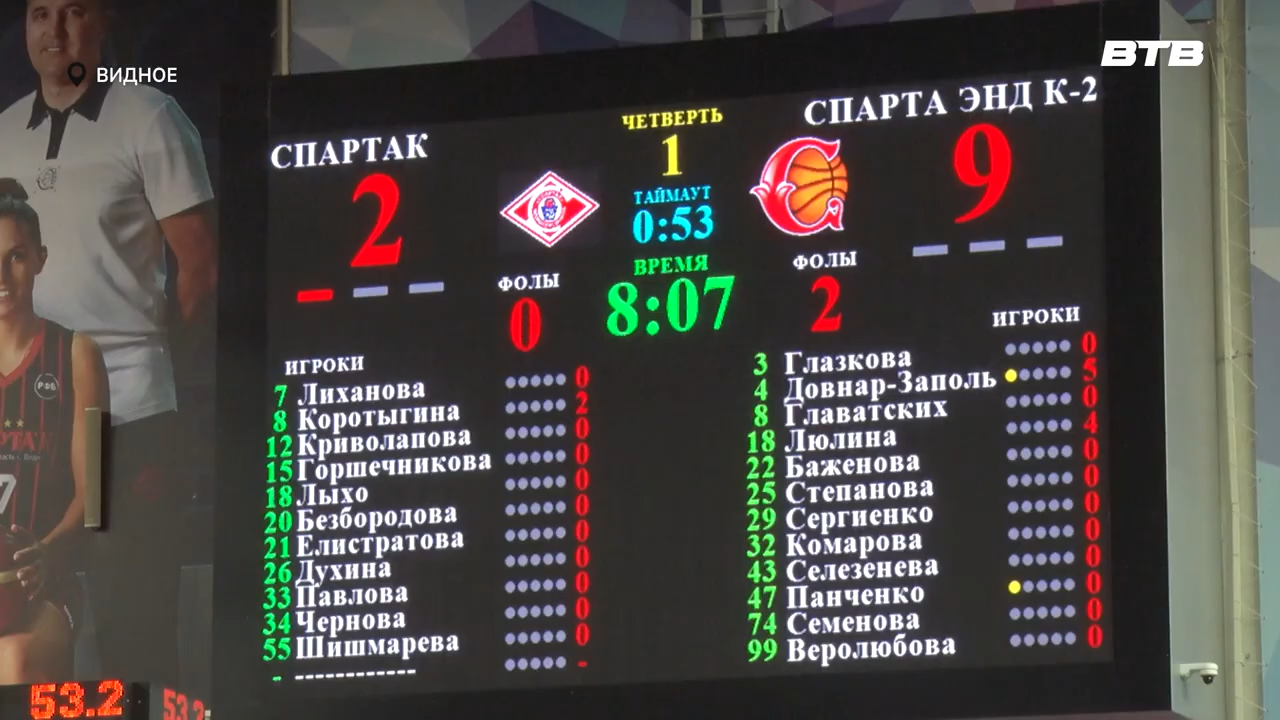 ВТВ
ВИДНОЕ
СПАРТАК
ЧЕТВЕРТЬ
СПАРТА ЭНД К-2
2
1
9
ТАЙМАУТ
0:53
ФОЛЫ
ВРЕМЯ
ФОЛЫ
0
8:07
2
ИГРОКИ
7 Лиханова 0
8 Коротыгина 2
12 Криволапова 0
15 Горшечникова 0
18 Лыхо 0
20 Безбородова 0
21 Елистратова 0
26 Духина 0
33 Павлова 0
34 Чернова 0
55 Шишмарева 0
- ------------ -
ИГРОКИ
3 Глазкова 0
4 Довнар-Заполь 5
8 Главатских 0
18 Люлина 4
22 Баженова 0
25 Степанова 0
29 Сергиенко 0
32 Комарова 0
43 Селезенева 0
47 Панченко 0
74 Семенова 0
99 Веролюбова 0
53.2
53.2